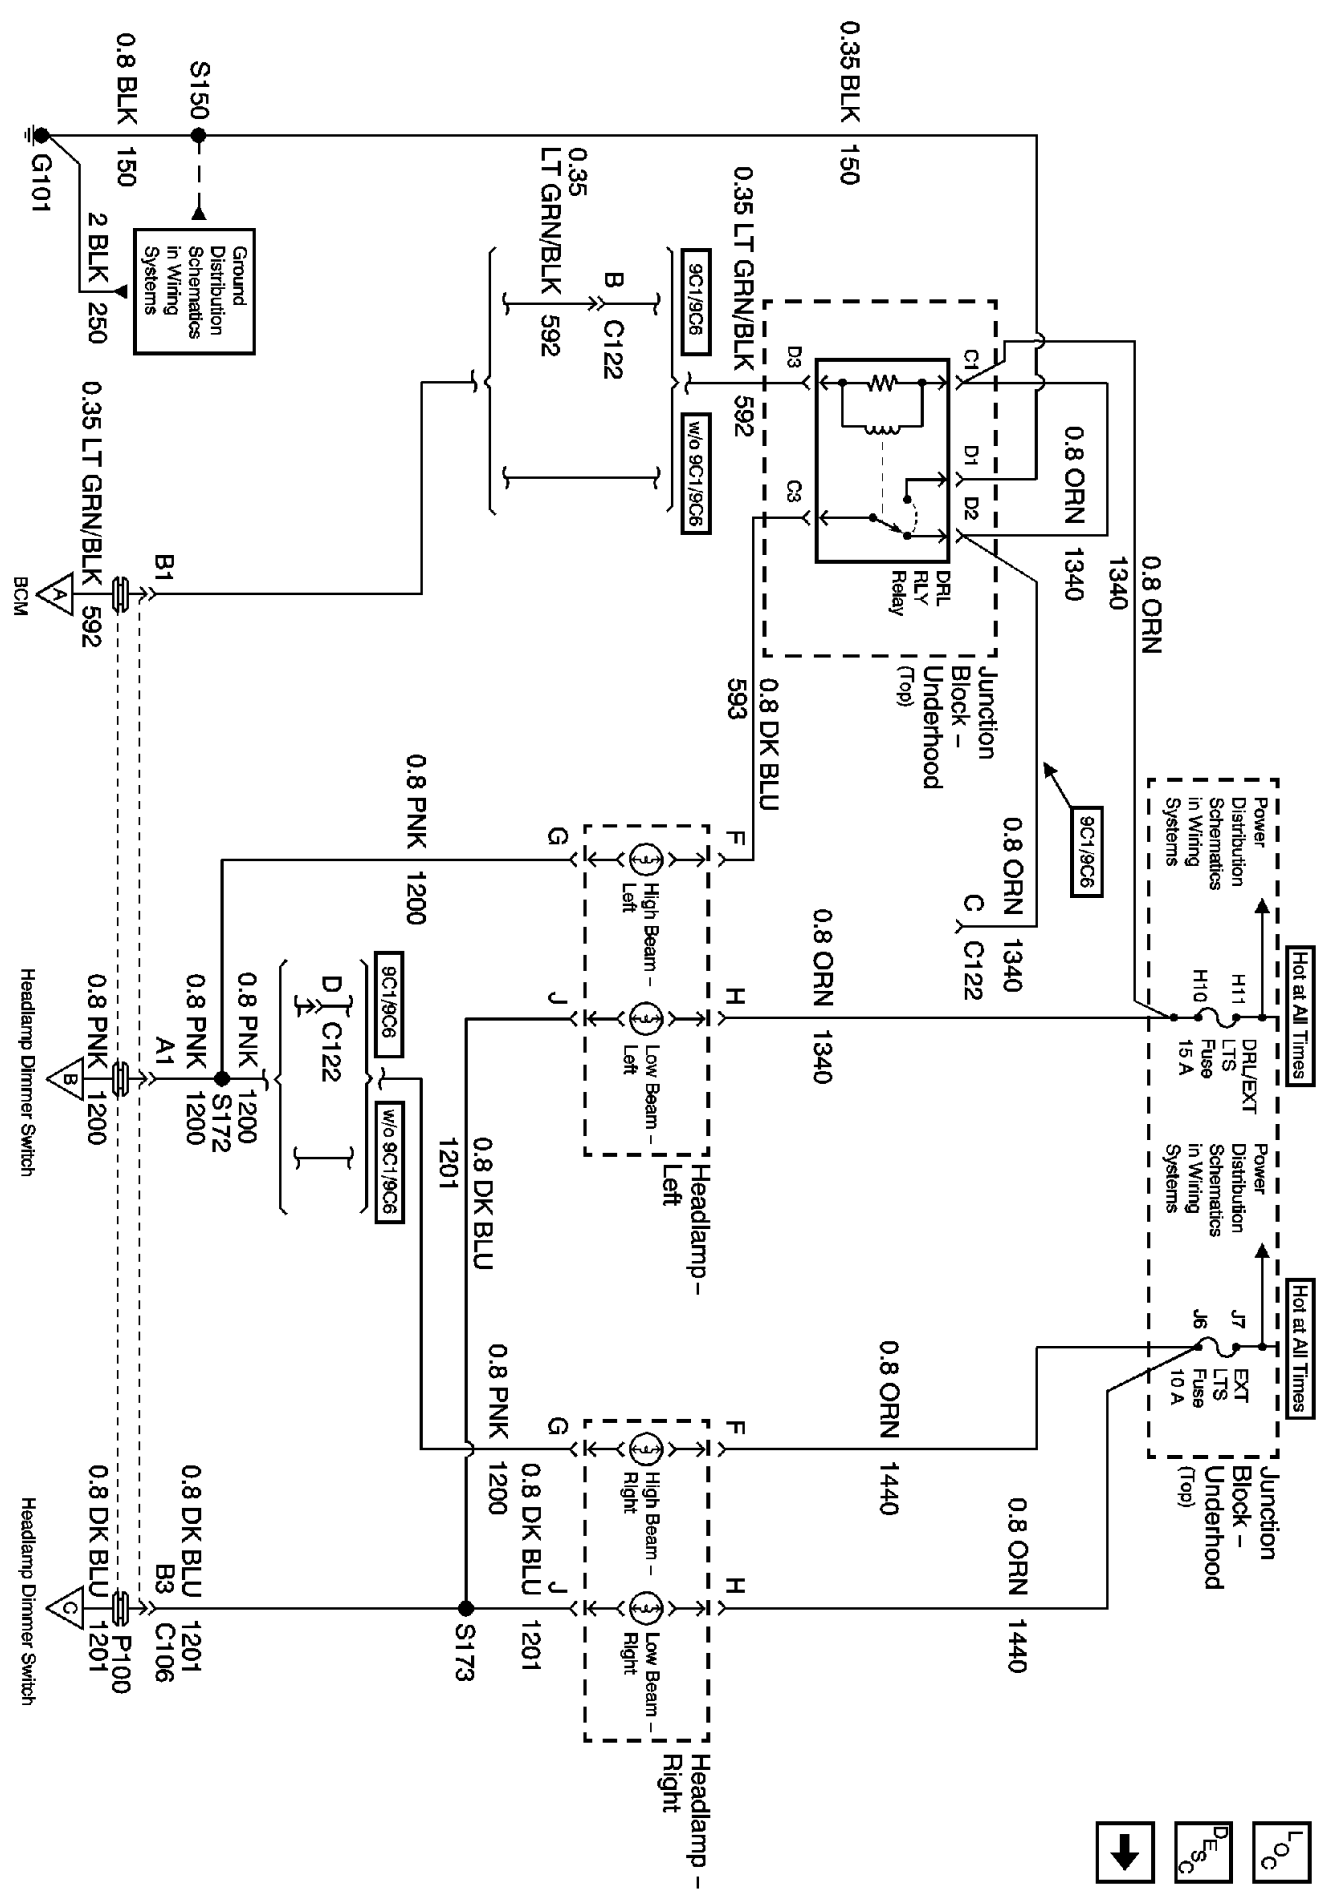 Hot at All Times
Hot at All Times
Power
Distribution
Schematics
in Wiring
Systems
H11
H10
DRL/EXT
LTS
Fuse
15 A
Power
Distribution
Schematics
in Wiring
Systems
J7
J6
EXT
LTS
Fuse
10 A
Junction
Block –
Underhood
(Top)
L O C
D E S C
0.8 ORN
1340
0.8 ORN 1340
9C1/9C6
0.8 ORN 1340
C C122
0.8 ORN 1440
0.8 ORN 1440
0.35 BLK 150
C1
D1
D2
DRL
RLY
Relay
Junction
Block –
Underhood
(Top)
D3
C3
0.8 ORN 1340
0.35 LT GRN/BLK 592
0.8 DK BLU
593
F
H
F
H
9C1/9C6
w/o 9C1/9C6
High Beam –
Left
Low Beam –
Left
Headlamp –
Left
High Beam –
Right
Low Beam –
Right
Headlamp –
Right
B C122
0.35
LT GRN/BLK 592
G
J
G
J
0.8 DK BLU 1201
0.8 PNK 1200
0.8 DK BLU
1201
S173
0.8 PNK 1200
9C1/9C6
w/o 9C1/9C6
D C122
Ground
Distribution
Schematics
in Wiring
Systems
S150
0.8 PNK 1200
S172
0.8 PNK 1200
0.8 DK BLU 1201
B1
A1
B3 C106
0.8 BLK 150
2 BLK 250
0.35 LT GRN/BLK 592
0.8 PNK 1200
0.8 DK BLU 1201
P100
G101
A
B
C
BCM
Headlamp Dimmer Switch
Headlamp Dimmer Switch